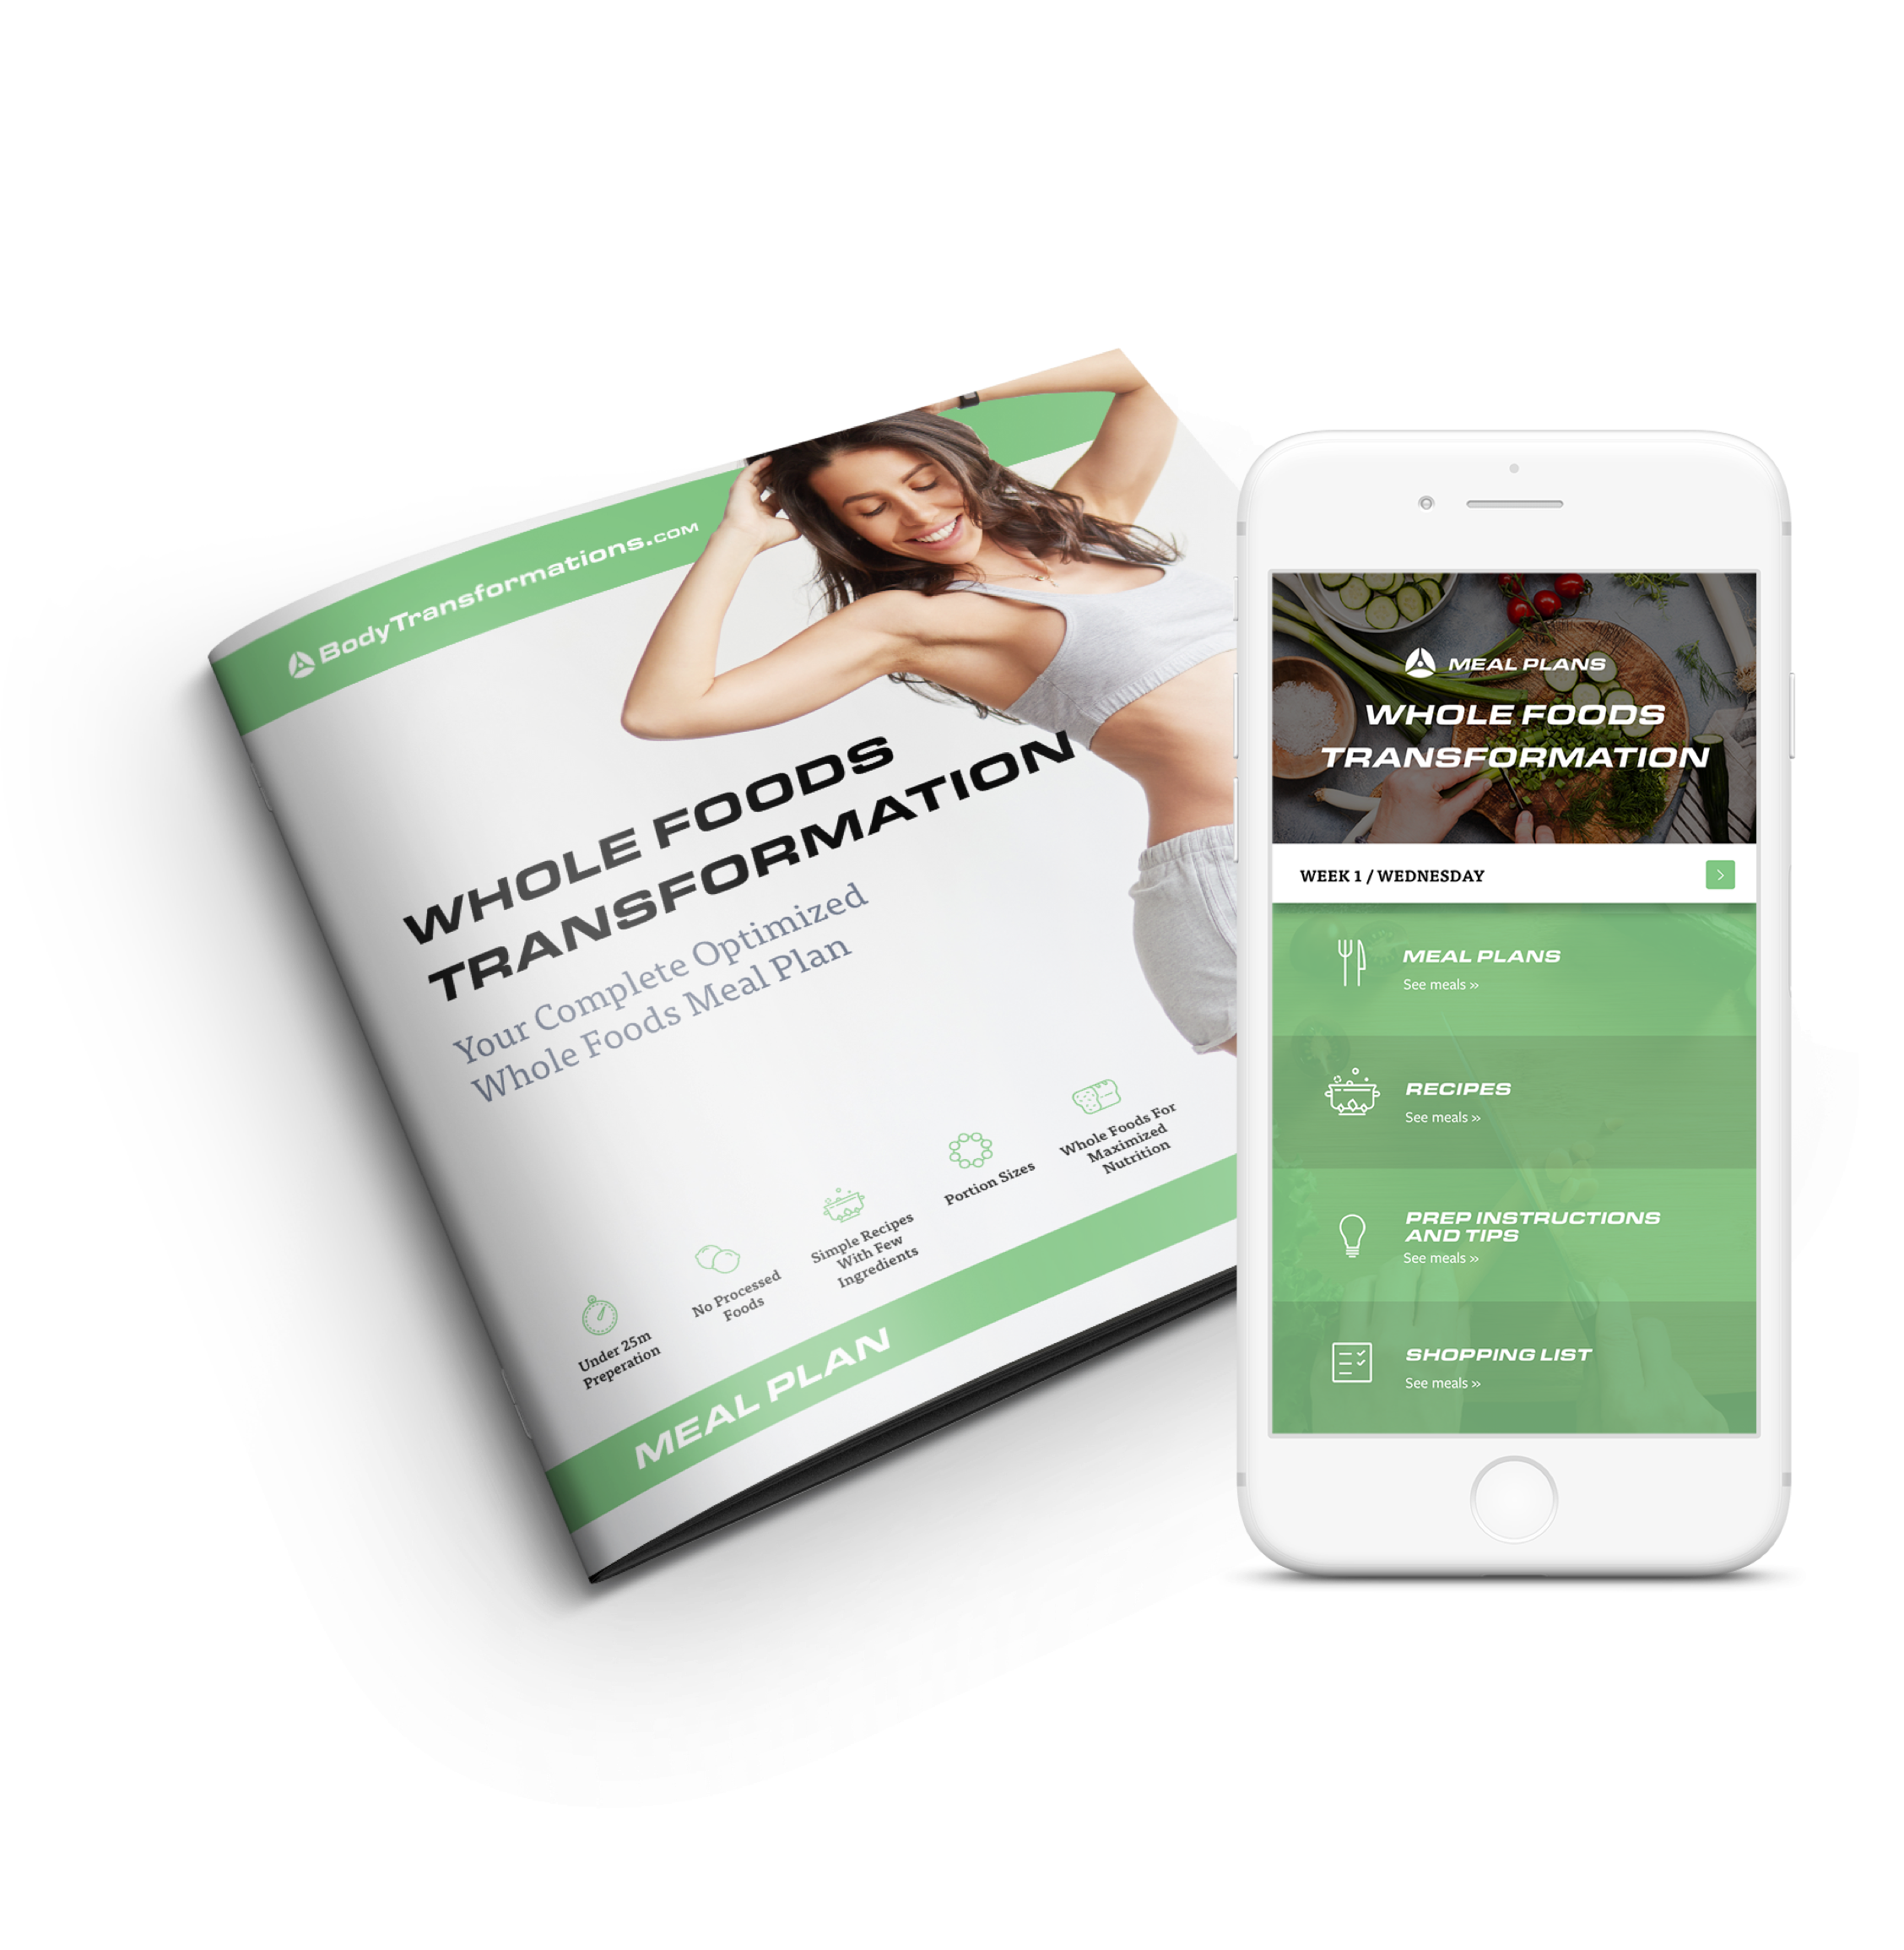 BodyTransformations.COM
WHOLE FOODS
TRANSFORMATION
Your Complete Optimized
Whole Foods Meal Plan
Under 25m
Preperation
No Processed
Foods
Simple Recipes
With Few
Ingredients
Portion Sizes
Whole Foods For
Maximized
Nutrition
MEAL PLAN
MEAL PLANS
WHOLE FOODS
TRANSFORMATION
WEEK 1 / WEDNESDAY
MEAL PLANS
See meals »
RECIPES
See meals »
PREP INSTRUCTIONS
AND TIPS
See meals »
SHOPPING LIST
See meals »